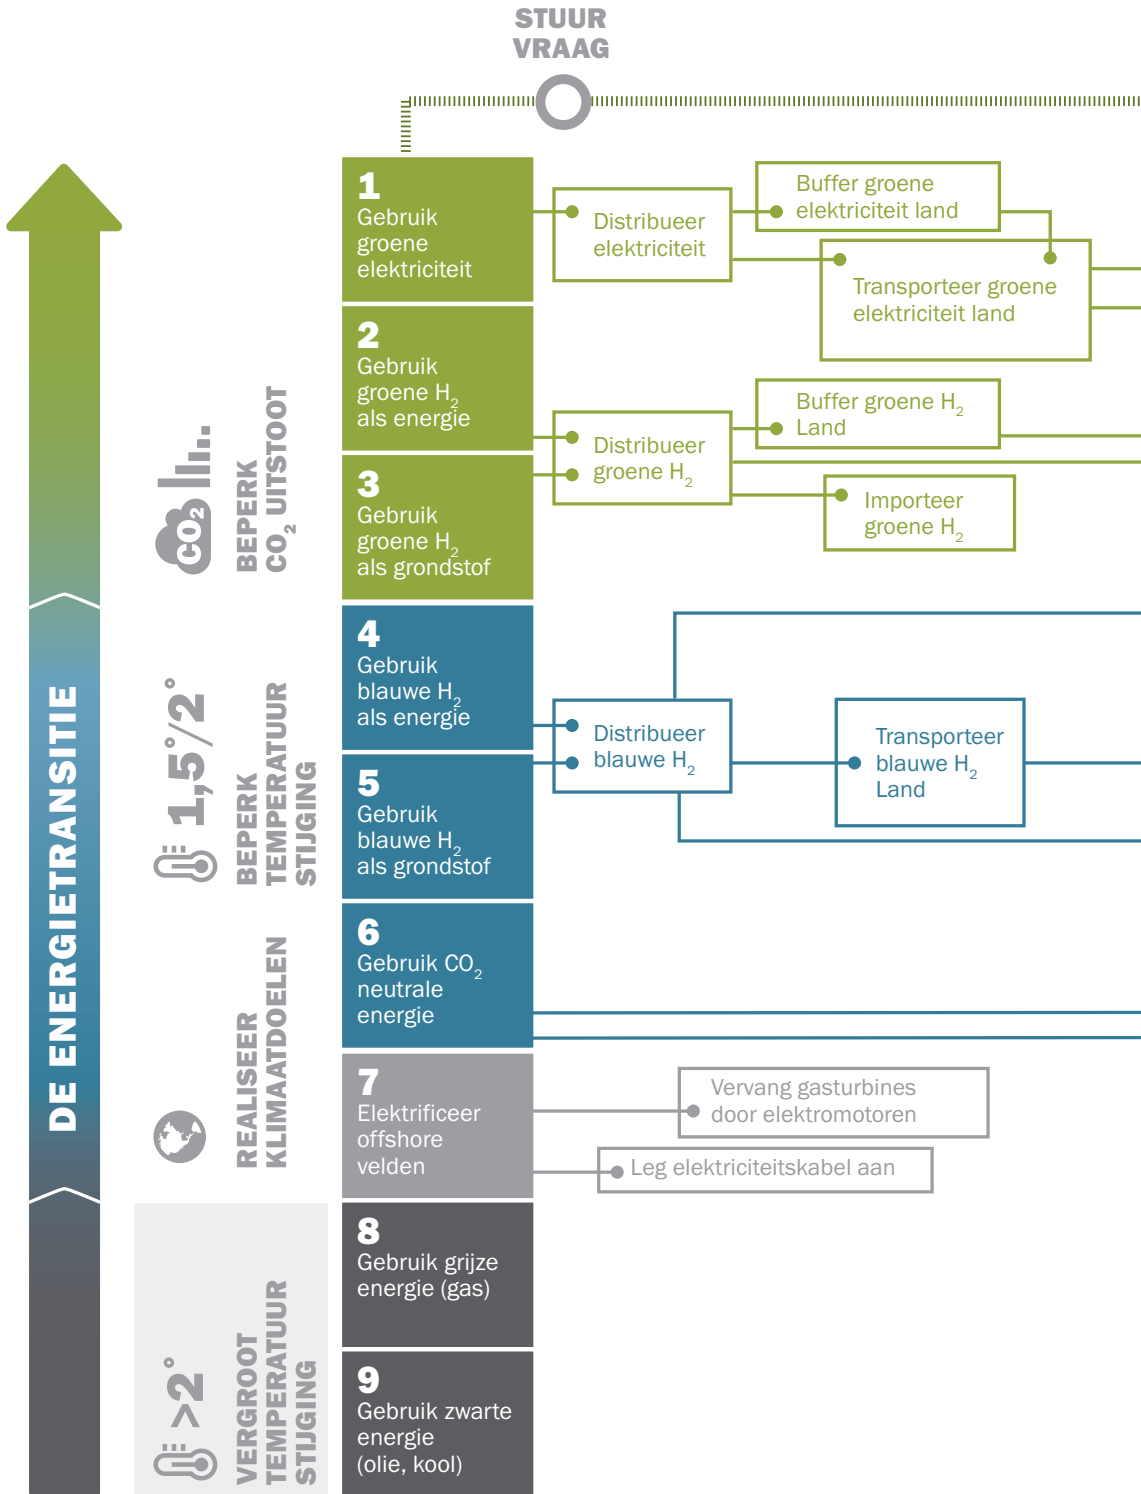 STUUR
VRAAG
1
Gebruik
groene
elektriciteit
Distribueer
elektriciteit
Buffer groene
elektriciteit land
Transporteer groene
elektriciteit land
2
Gebruik
groene H₂
als energie
3
Gebruik
groene H₂
als grondstof
Distribueer
groene H₂
Buffer groene H₂
Land
Importeer
groene H₂
4
Gebruik
blauwe H₂
als energie
5
Gebruik
blauwe H₂
als grondstof
Distribueer
blauwe H₂
Transporteer
blauwe H₂
Land
6
Gebruik CO₂
neutrale
energie
7
Elektrificeer
offshore
velden
Vervang gasturbines
door elektromotoren
Leg elektriciteitskabel aan
8
Gebruik grijze
energie (gas)
9
Gebruik zwarte
energie
(olie, kool)
DE ENERGIETRANSITIE
CO₂
BEPERK
CO₂ UITSTOOT
1,5°/2°
BEPERK
TEMPERATUUR
STIJGING
REALISEER
KLIMAATDOELEN
>2°
VERGROOT
TEMPERATUUR
STIJGING